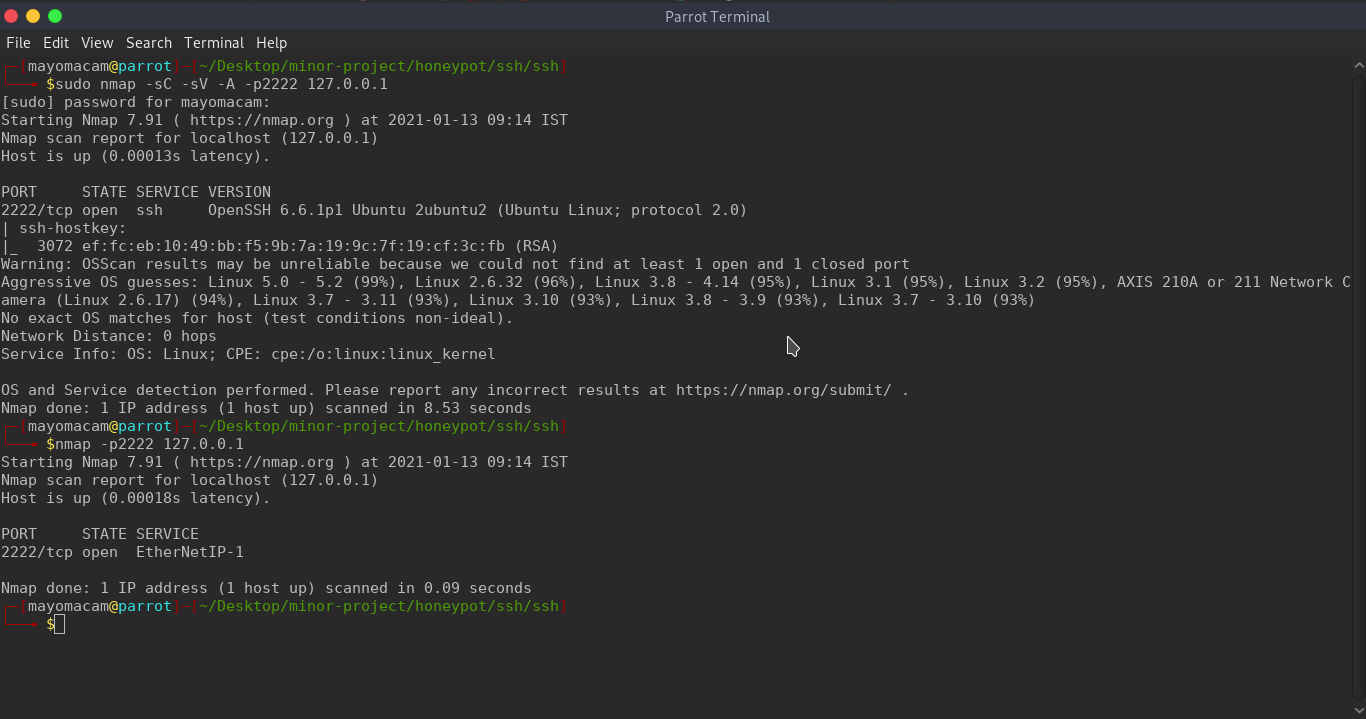 Parrot Terminal
File Edit View Search Terminal Help
┌─[mayomacam@parrot]─[~/Desktop/minor-project/honeypot/ssh/ssh]
└──╼ $sudo nmap -sC -sV -A -p2222 127.0.0.1
[sudo] password for mayomacam:
Starting Nmap 7.91 ( https://nmap.org ) at 2021-01-13 09:14 IST
Nmap scan report for localhost (127.0.0.1)
Host is up (0.00013s latency).
PORT     STATE SERVICE VERSION
2222/tcp open  ssh     OpenSSH 6.6.1p1 Ubuntu 2ubuntu2 (Ubuntu Linux; protocol 2.0)
| ssh-hostkey:
|_  3072 ef:fc:eb:10:49:bb:f5:9b:7a:19:9c:7f:19:cf:3c:fb (RSA)
Warning: OSScan results may be unreliable because we could not find at least 1 open and 1 closed port
Aggressive OS guesses: Linux 5.0 - 5.2 (99%), Linux 2.6.32 (96%), Linux 3.8 - 4.14 (95%), Linux 3.1 (95%), Linux 3.2 (95%), AXIS 210A or 211 Network C
amera (Linux 2.6.17) (94%), Linux 3.7 - 3.11 (93%), Linux 3.10 (93%), Linux 3.8 - 3.9 (93%), Linux 3.7 - 3.10 (93%)
No exact OS matches for host (test conditions non-ideal).
Network Distance: 0 hops
Service Info: OS: Linux; CPE: cpe:/o:linux:linux_kernel
OS and Service detection performed. Please report any incorrect results at https://nmap.org/submit/ .
Nmap done: 1 IP address (1 host up) scanned in 8.53 seconds
┌─[mayomacam@parrot]─[~/Desktop/minor-project/honeypot/ssh/ssh]
└──╼ $nmap -p2222 127.0.0.1
Starting Nmap 7.91 ( https://nmap.org ) at 2021-01-13 09:14 IST
Nmap scan report for localhost (127.0.0.1)
Host is up (0.00018s latency).
PORT     STATE SERVICE
2222/tcp open  EtherNetIP-1
Nmap done: 1 IP address (1 host up) scanned in 0.09 seconds
┌─[mayomacam@parrot]─[~/Desktop/minor-project/honeypot/ssh/ssh]
└──╼ $